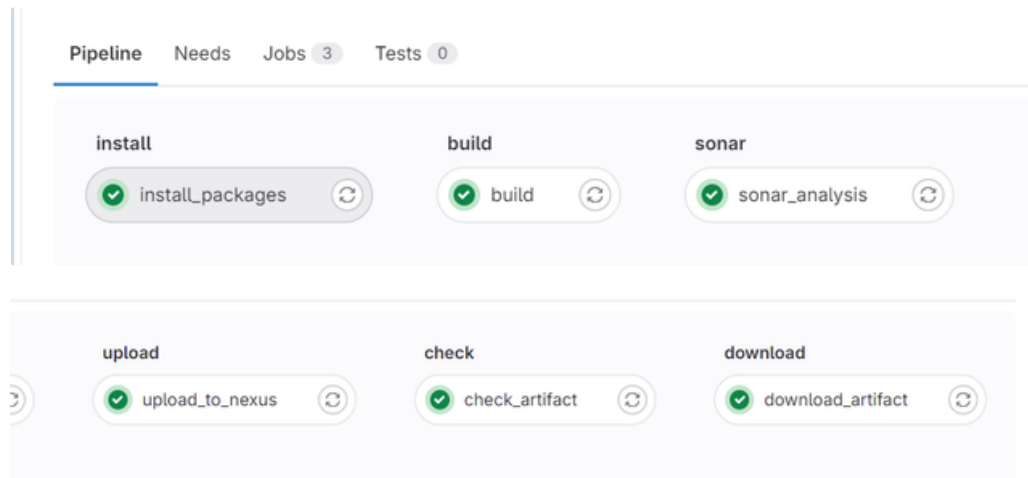 Pipeline Needs Jobs 3 Tests 0
install build sonar
install_packages build sonar_analysis
upload check download
upload_to_nexus check_artifact download_artifact